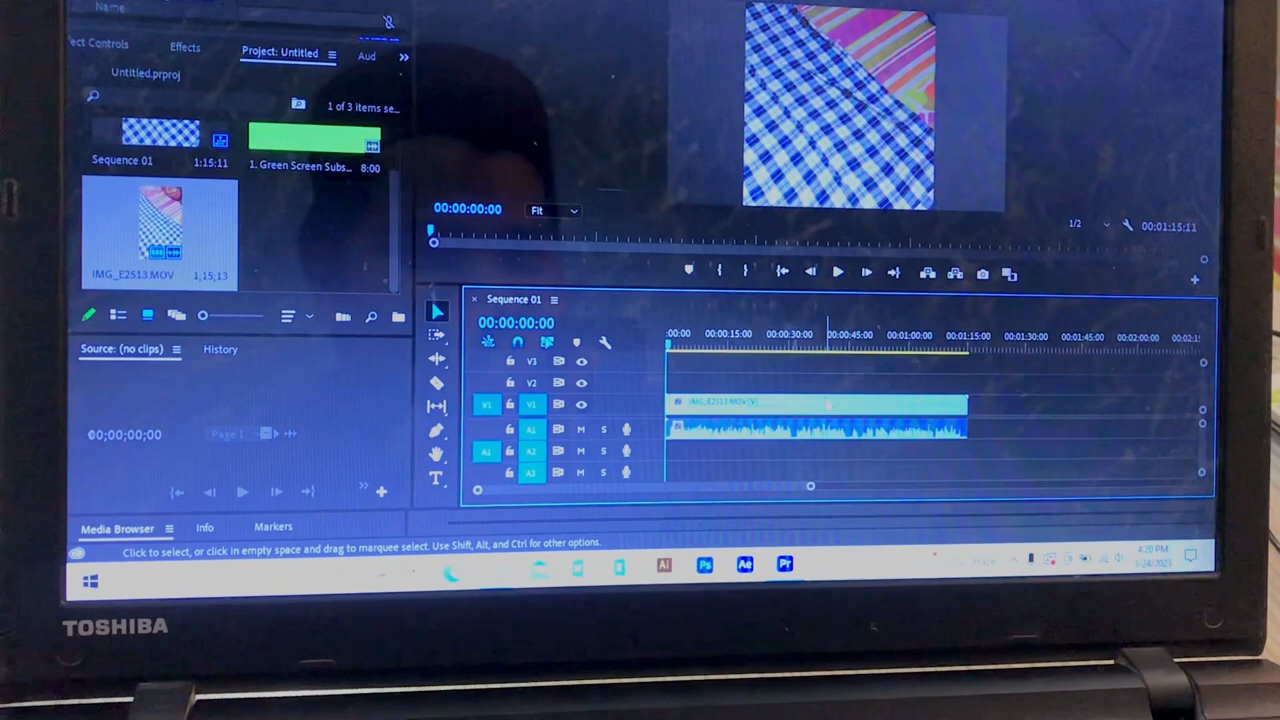 Name
ect Controls Effects Project: Untitled Aud
Untitled.prproj
1 of 3 items se...
Sequence 01 1:15:11
1. Green Screen Subs... 8:00
IMG_E2513.MOV 1;15;13
00:00:00:00 Fit 1/2 00:01:15:11
Source: (no clips) History
00;00;00;00 Page 1
× Sequence 01
00:00:00:00
:00:00 00:00:15:00 00:00:30:00 00:00:45:00 00:01:00:00 00:01:15:00 00:01:30:00 00:01:45:00 00:02:00:00 00:02:1
V3
V2
V1 V1 IMG_E2513.MOV [V]
A1 M S
A1 A2 M S
A3 M S
T
Media Browser Info Markers
Click to select, or click in empty space and drag to marquee select. Use Shift, Alt, and Ctrl for other options.
Ai Ps Ae Pr
4:20 PM
1/24/2023
TOSHIBA